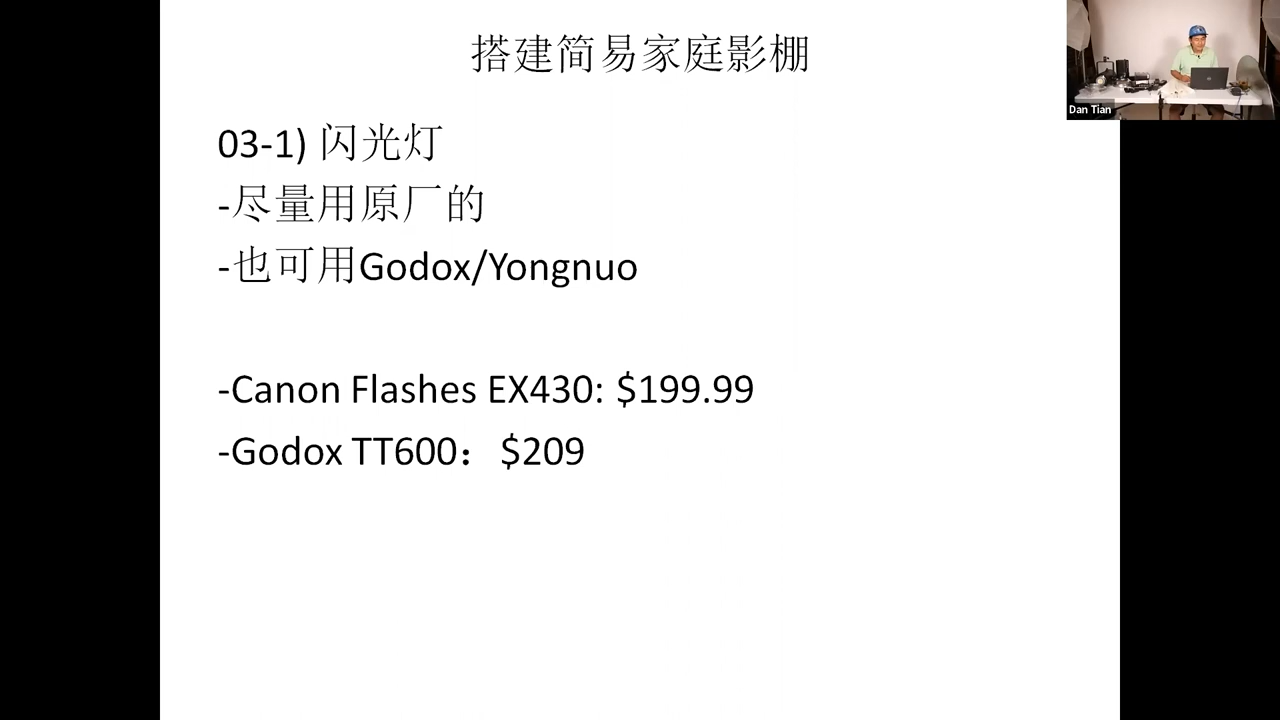 搭建简易家庭影棚
Dan Tian
03-1) 闪光灯
-尽量用原厂的
-也可用Godox/Yongnuo
-Canon Flashes EX430: $199.99
-Godox TT600：$209